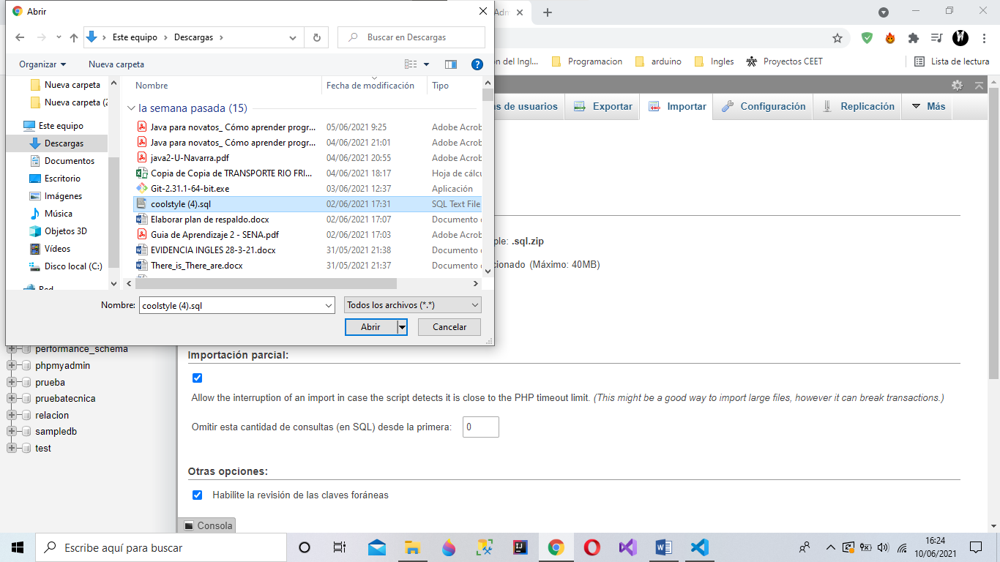 Abrir
Este equipo
Descargas
Buscar en Descargas
Organizar
Nueva carpeta
Nueva carpeta
Nueva carpeta (2
Este equipo
Descargas
Documentos
Escritorio
Imágenes
Música
Objetos 3D
Vídeos
Disco local (C:)
Red
Nombre
Fecha de modificación
Tipo
la semana pasada (15)
Java para novatos_ Cómo aprender progr... 05/06/2021 9:25 Adobe Acrob
Java para novatos_ Cómo aprender progr... 04/06/2021 21:01 Adobe Acrob
java2-U-Navarra.pdf 04/06/2021 20:55 Adobe Acrob
Copia de Copia de TRANSPORTE RIO FRI... 04/06/2021 18:17 Hoja de cálcu
Git-2.31.1-64-bit.exe 03/06/2021 12:37 Aplicación
coolstyle (4).sql 02/06/2021 17:31 SQL Text File
Elaborar plan de respaldo.docx 02/06/2021 17:07 Documento
Guia de Aprendizaje 2 - SENA.pdf 02/06/2021 17:03 Adobe Acrob
EVIDENCIA INGLES 28-3-21.docx 31/05/2021 21:38 Documento
There_is_There_are.docx 31/05/2021 21:37 Documento
Nombre: coolstyle (4).sql
Todos los archivos (*.*)
Abrir
Cancelar
Adn
ón del Ingl...
Programacion
arduino
Ingles
Proyectos CEET
Lista de lectura
as de usuarios
Exportar
Importar
Configuración
Replicación
Más
ple: .sql.zip
cionado (Máximo: 40MB)
performance_schema
phpmyadmin
prueba
pruebatecnica
relacion
sampledb
test
Importación parcial:
Allow the interruption of an import in case the script detects it is close to the PHP timeout limit. (This might be a good way to import large files, however it can break transactions.)
Omitir esta cantidad de consultas (en SQL) desde la primera: 0
Otras opciones:
Habilite la revisión de las claves foráneas
Consola
Escribe aquí para buscar
16:24
10/06/2021